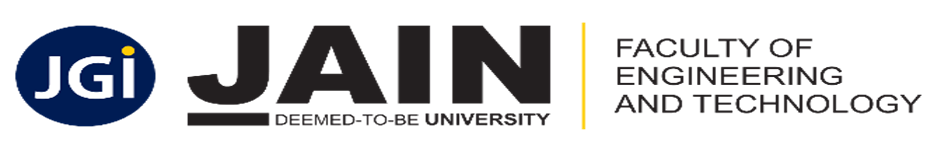 JGi
JAIN
DEEMED-TO-BE UNIVERSITY
FACULTY OF
ENGINEERING
AND TECHNOLOGY